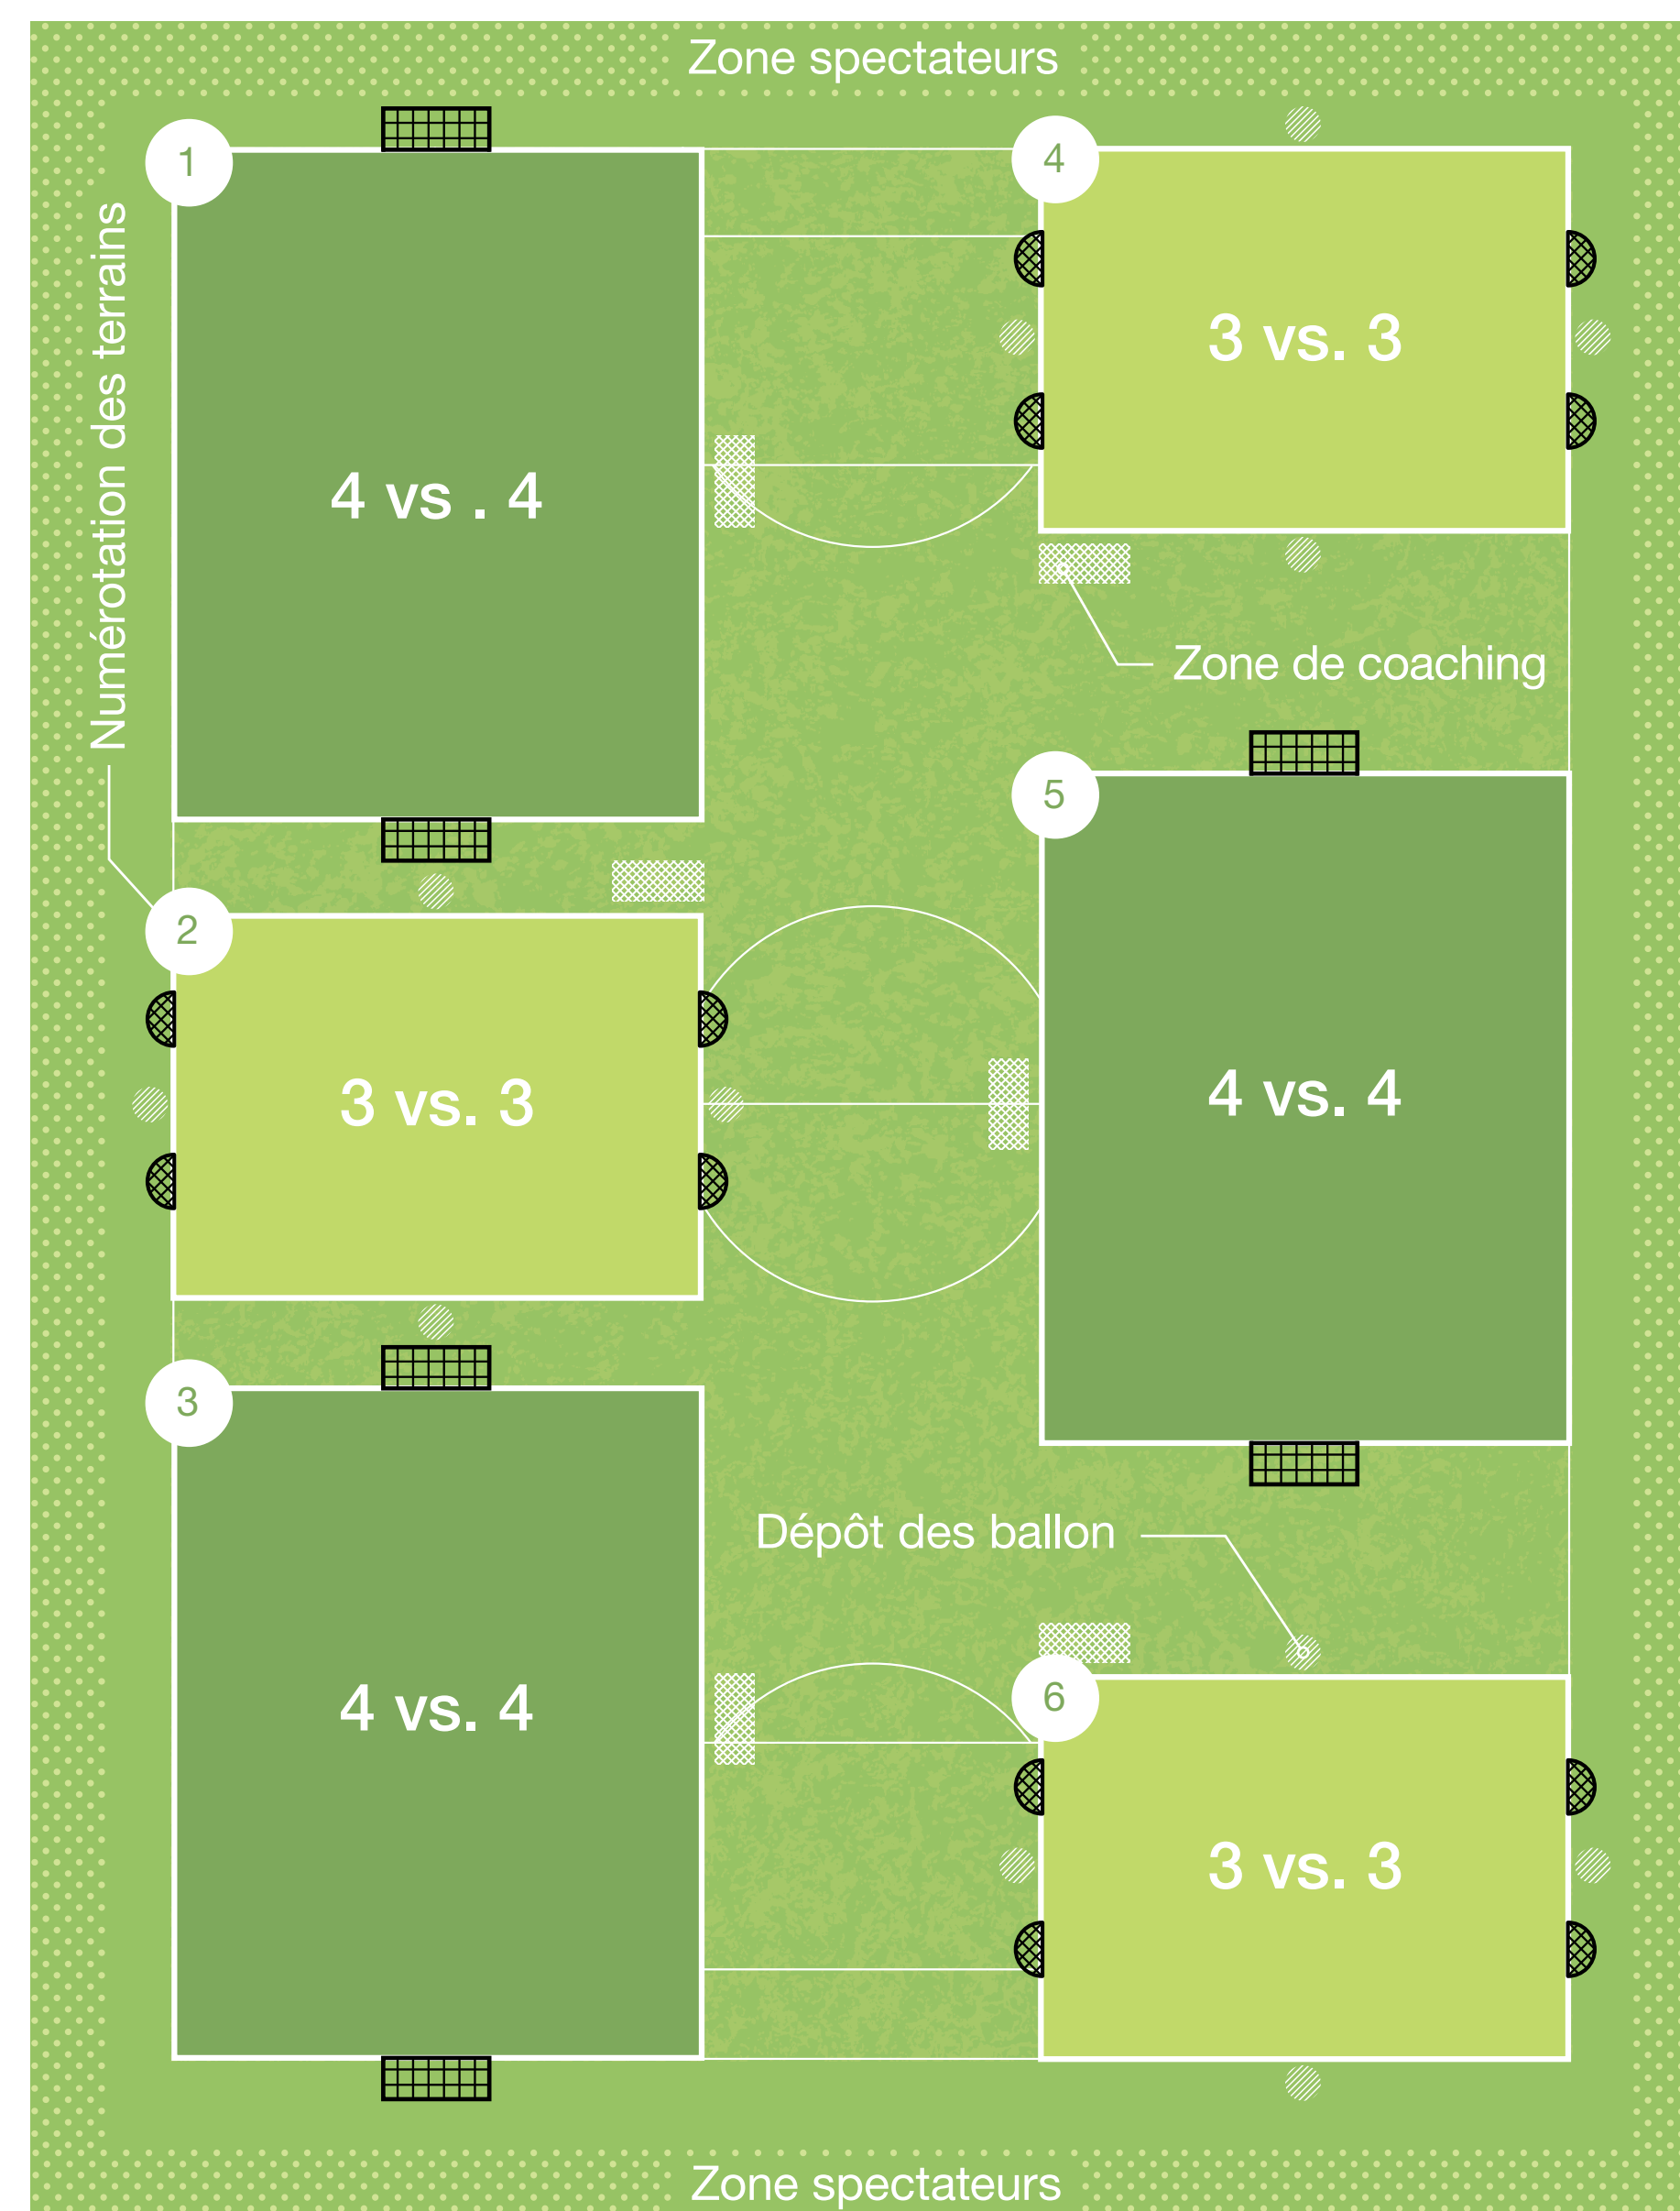 Zone spectateurs
Numérotation des terrains
1
4 vs . 4
4
3 vs. 3
Zone de coaching
2
3 vs. 3
5
4 vs. 4
3
4 vs. 4
Dépôt des ballon
6
3 vs. 3
Zone spectateurs